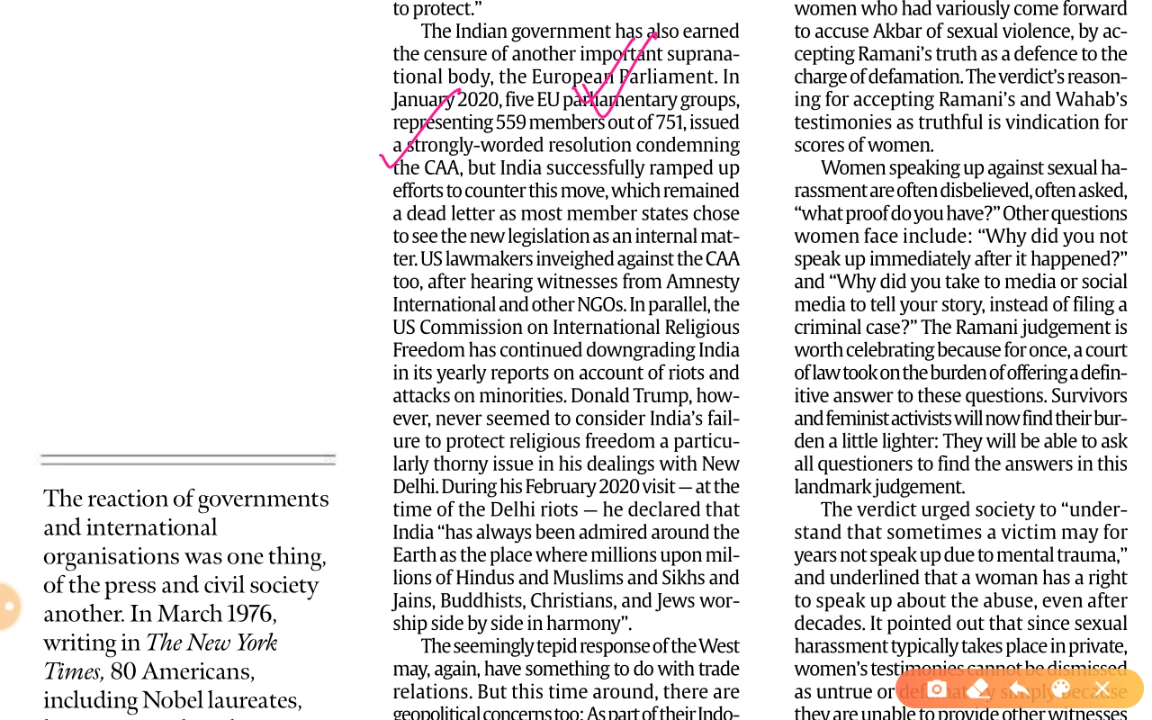 The reaction of governments
and international
organisations was one thing,
of the press and civil society
another. In March 1976,
writing in The New York
Times, 80 Americans,
including Nobel laureates,
to protect.”
The Indian government has also earned
the censure of another important suprana-
tional body, the European Parliament. In
January 2020, five EU parliamentary groups,
representing 559 members out of 751, issued
a strongly-worded resolution condemning
the CAA, but India successfully ramped up
efforts to counter this move, which remained
a dead letter as most member states chose
to see the new legislation as an internal mat-
ter. US lawmakers inveighed against the CAA
too, after hearing witnesses from Amnesty
International and other NGOs. In parallel, the
US Commission on International Religious
Freedom has continued downgrading India
in its yearly reports on account of riots and
attacks on minorities. Donald Trump, how-
ever, never seemed to consider India’s fail-
ure to protect religious freedom a particu-
larly thorny issue in his dealings with New
Delhi. During his February 2020 visit — at the
time of the Delhi riots — he declared that
India “has always been admired around the
Earth as the place where millions upon mil-
lions of Hindus and Muslims and Sikhs and
Jains, Buddhists, Christians, and Jews wor-
ship side by side in harmony”.
The seemingly tepid response of the West
may, again, have something to do with trade
relations. But this time around, there are
geopolitical concerns too: As part of their Indo-
women who had variously come forward
to accuse Akbar of sexual violence, by ac-
cepting Ramani’s truth as a defence to the
charge of defamation. The verdict’s reason-
ing for accepting Ramani’s and Wahab’s
testimonies as truthful is vindication for
scores of women.
Women speaking up against sexual ha-
rassment are often disbelieved, often asked,
“what proof do you have?” Other questions
women face include: “Why did you not
speak up immediately after it happened?”
and “Why did you take to media or social
media to tell your story, instead of filing a
criminal case?” The Ramani judgement is
worth celebrating because for once, a court
of law took on the burden of offering a defin-
itive answer to these questions. Survivors
and feminist activists will now find their bur-
den a little lighter: They will be able to ask
all questioners to find the answers in this
landmark judgement.
The verdict urged society to “under-
stand that sometimes a victim may for
years not speak up due to mental trauma,”
and underlined that a woman has a right
to speak up about the abuse, even after
decades. It pointed out that since sexual
harassment typically takes place in private,
women’s testimonies cannot be dismissed
as untrue or defamatory simply because
they are unable to provide other witnesses